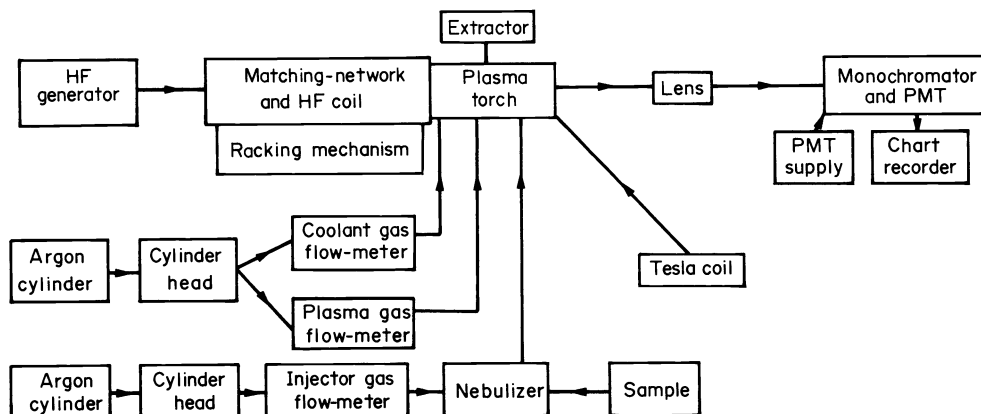 Extractor
HF
generator
Matching-network
and HF coil
Plasma
torch
Lens
Monochromator
and PMT
Racking mechanism
PMT
supply
Chart
recorder
Coolant gas
flow-meter
Argon
cylinder
Cylinder
head
Tesla coil
Plasma gas
flow-meter
Argon
cylinder
Cylinder
head
Injector gas
flow-meter
Nebulizer
Sample